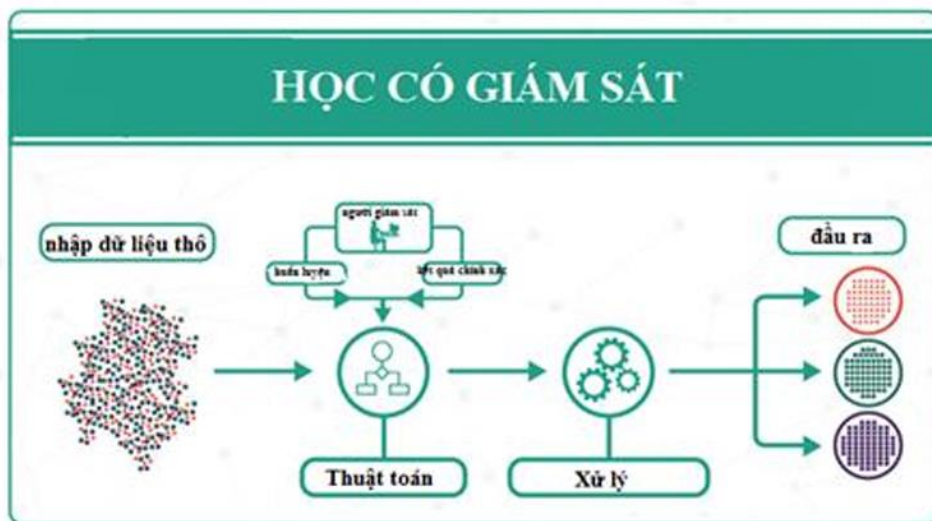 HỌC CÓ GIÁM SÁT
người giám sát
nhập dữ liệu thô
đầu ra
huấn luyện
kết quả chính xác
Thuật toán
Xử lý